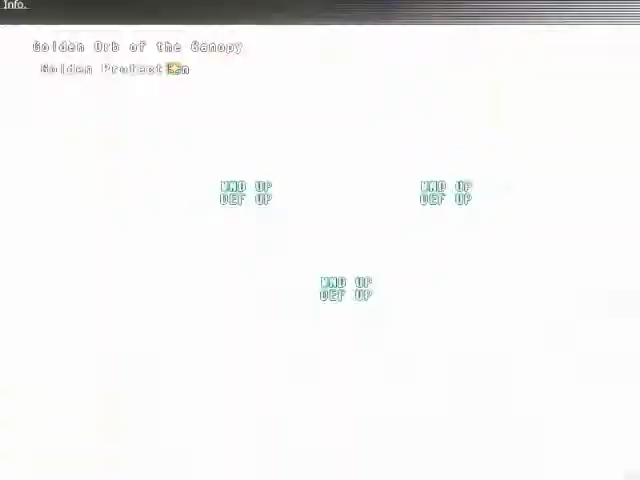 Info.
Golden Orb of the Canopy
Golden Protection
MND UP MND UP
DEF UP DEF UP
MND UP
DEF UP